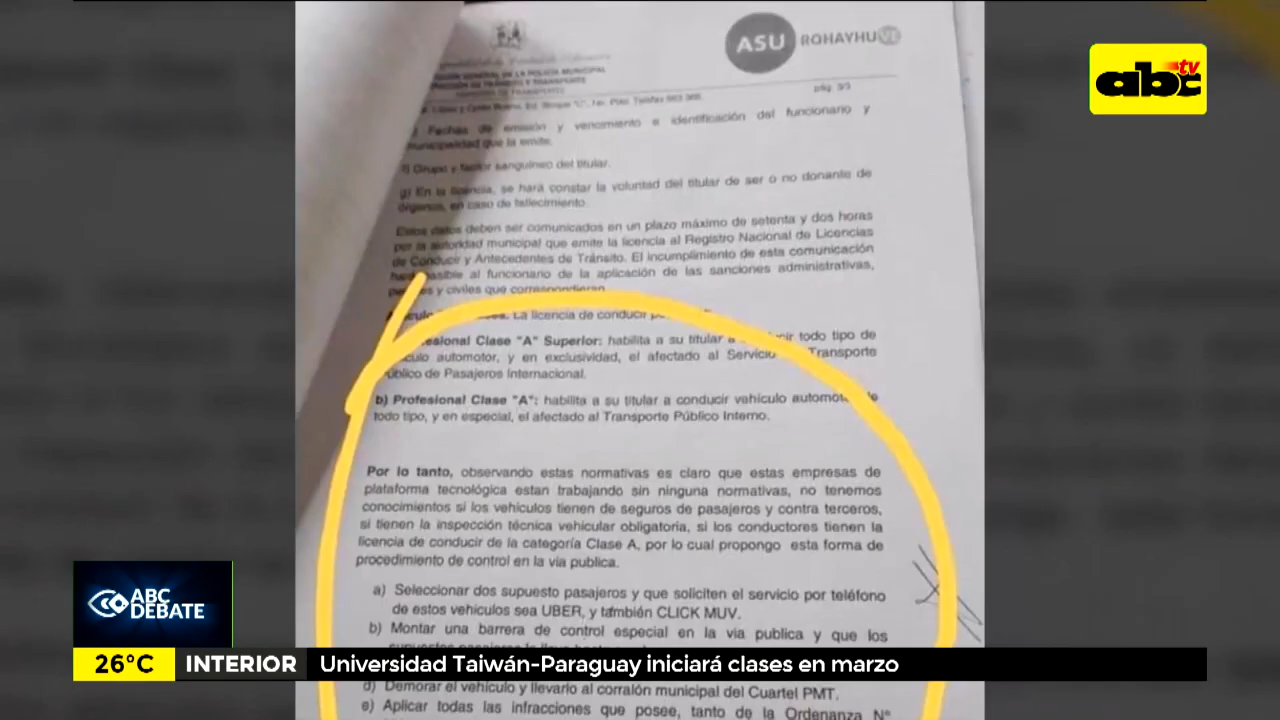 ASU ROHAYHUVE
abc tv
DIRECCIÓN GENERAL DE LA POLICÍA MUNICIPAL
pág. 3/3
Fechas de emisión y vencimiento e identificación del funcionario y
municipalidad que la emite.
f) Grupo y factor sanguíneo del titular.
g) En la licencia, se hará constar la voluntad del titular de ser o no donante de
órganos, en caso de fallecimiento.
Estos datos deben ser comunicados en un plazo máximo de setenta y dos horas
por la autoridad municipal que emite la licencia al Registro Nacional de Licencias
de Conducir y Antecedentes de Tránsito. El incumplimiento de esta comunicación
pasible al funcionario de la aplicación de las sanciones administrativas,
y civiles que correspondieran.
La licencia de conducir
Clase "A" Superior: habilita a su titular a todo tipo de
automotor, y en exclusividad, el afectado al Servicio Transporte
Público de Pasajeros Internacional.
b) Profesional Clase "A": habilita a su titular a conducir vehículo automotor de
todo tipo, y en especial, el afectado al Transporte Público Interno.
Por lo tanto, observando estas normativas es claro que estas empresas de
plataforma tecnológica estan trabajando sin ninguna normativas, no tenemos
conocimientos si los vehículos tienen de seguros de pasajeros y contra terceros,
si tienen la inspección técnica vehicular obligatoria, si los conductores tienen la
licencia de conducir de la categoría Clase A, por lo cual propongo esta forma de
procedimiento de control en la via publica.
a) Seleccionar dos supuesto pasajeros y que soliciten el servicio por teléfono
de estos vehículos sea UBER, y también CLICK MUV.
b) Montar una barrera de control especial en la via publica y que los
d) Demorar el vehículo y llevarlo al corralón municipal del Cuartel PMT.
e) Aplicar todas las infracciones que posee, tanto de la Ordenanza N°
ABC
DEBATE
26°C INTERIOR Universidad Taiwán-Paraguay iniciará clases en marzo